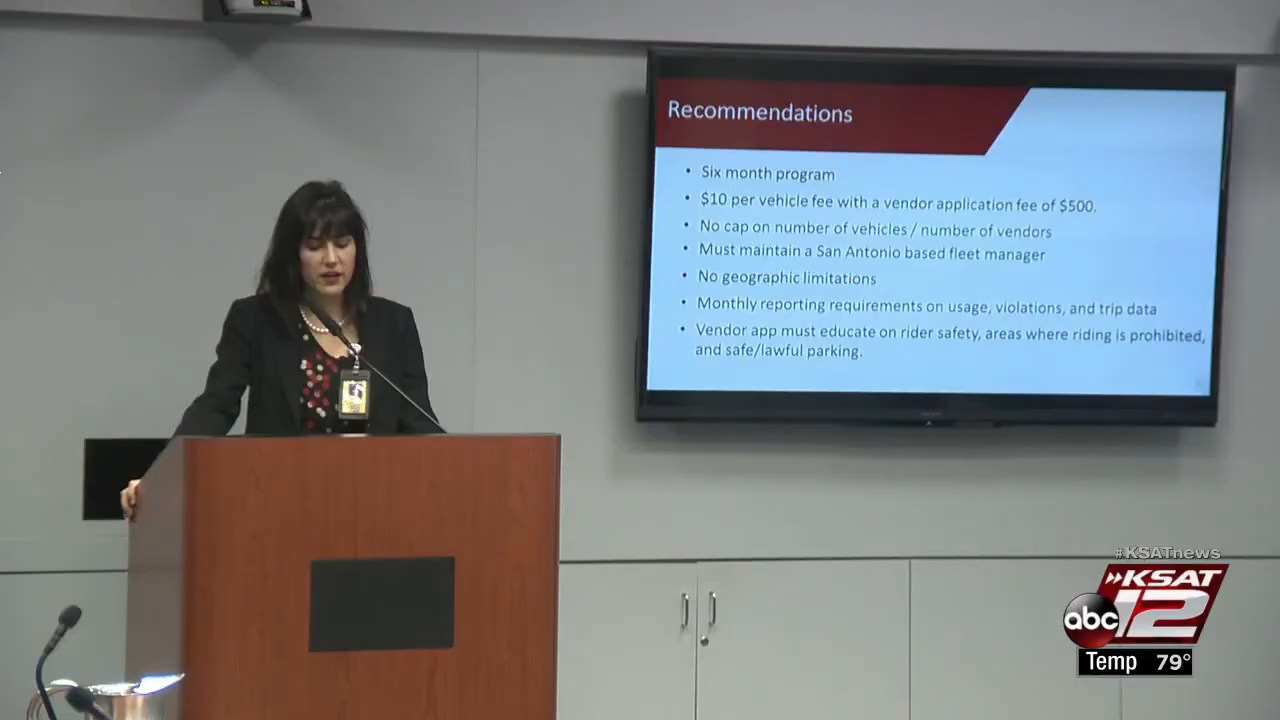 Recommendations
• Six month program
• $10 per vehicle fee with a vendor application fee of $500.
• No cap on number of vehicles / number of vendors
• Must maintain a San Antonio based fleet manager
• No geographic limitations
• Monthly reporting requirements on usage, violations, and trip data
• Vendor app must educate on rider safety, areas where riding is prohibited,
and safe/lawful parking.
#KSATnews
KSAT
abc 12
Temp 79°